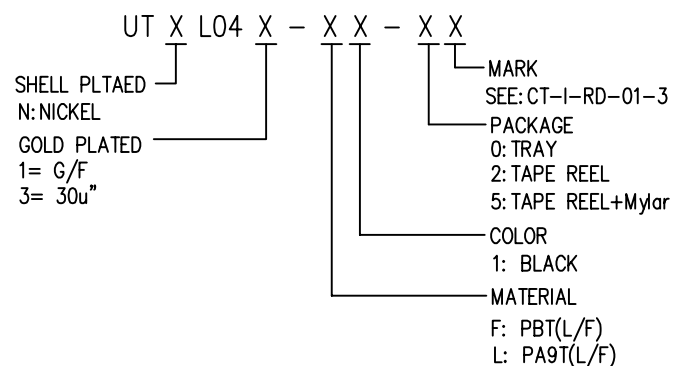 UT X L04 X - X X - X X
SHELL PLTAED
N:NICKEL
GOLD PLATED
1= G/F
3= 30u"
MARK
SEE:CT-I-RD-01-3
PACKAGE
0:TRAY
2:TAPE REEL
5:TAPE REEL+Mylar
COLOR
1: BLACK
MATERIAL
F: PBT(L/F)
L: PA9T(L/F)